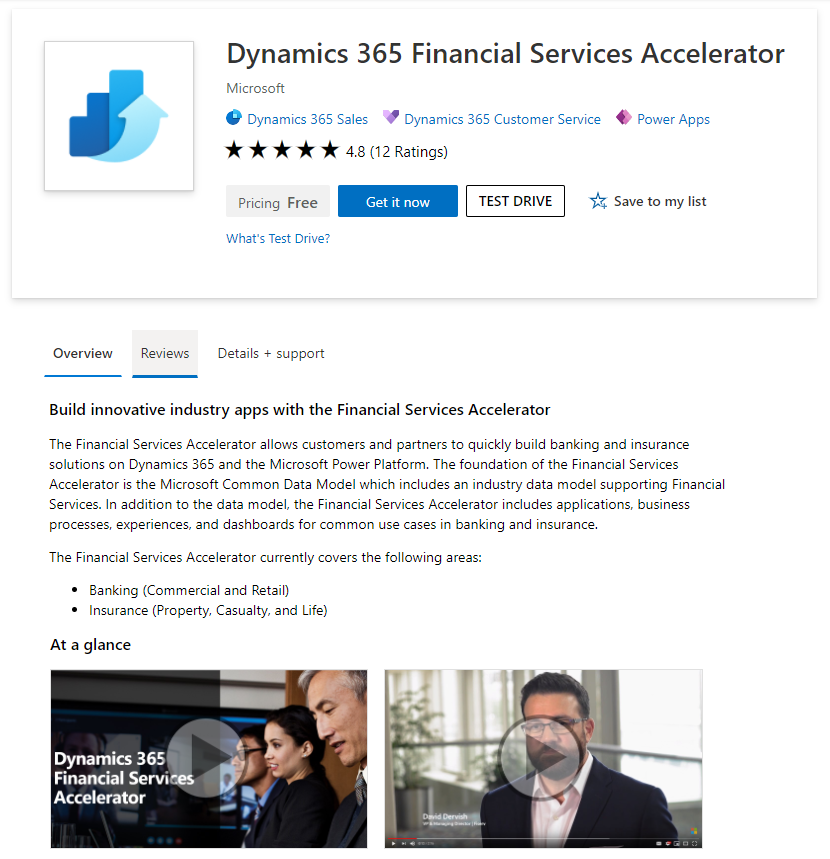 Dynamics 365 Financial Services Accelerator
Microsoft
Dynamics 365 Sales Dynamics 365 Customer Service Power Apps
4.8 (12 Ratings)
Pricing Free Get it now TEST DRIVE Save to my list
What's Test Drive?
Overview Reviews Details + support
Build innovative industry apps with the Financial Services Accelerator
The Financial Services Accelerator allows customers and partners to quickly build banking and insurance
solutions on Dynamics 365 and the Microsoft Power Platform. The foundation of the Financial Services
Accelerator is the Microsoft Common Data Model which includes an industry data model supporting Financial
Services. In addition to the data model, the Financial Services Accelerator includes applications, business
processes, experiences, and dashboards for common use cases in banking and insurance.
The Financial Services Accelerator currently covers the following areas:
• Banking (Commercial and Retail)
• Insurance (Property, Casualty, and Life)
At a glance
Dynamics 365
Financial Services
Accelerator
David Dervish
VP & Managing Director |